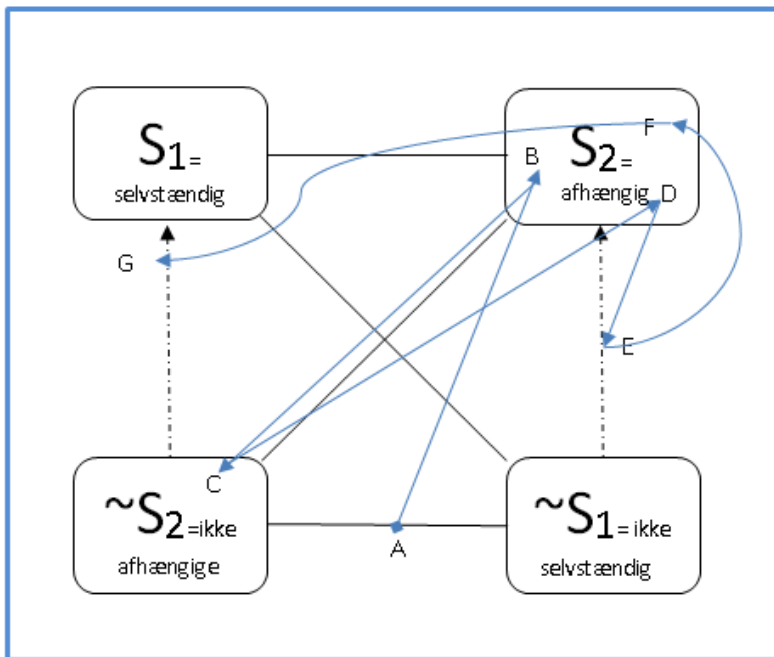 S1=
selvstændig
F
B
S2=
afhængig D
G
E
C
~S2=ikke
afhængige
A
~S1= ikke
selvstændig